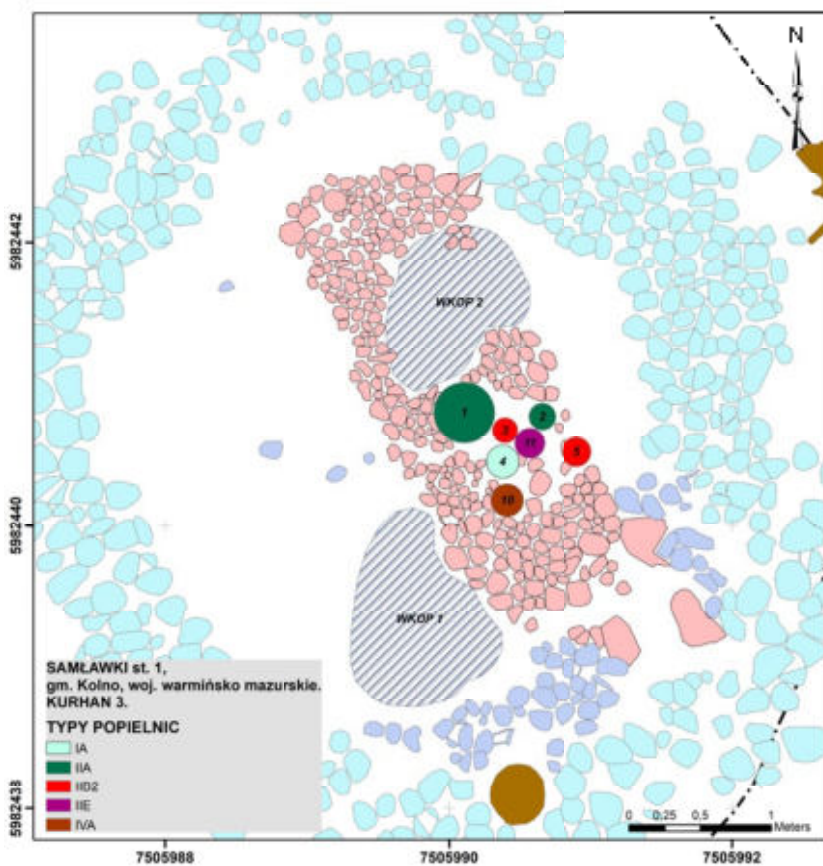 N
5982442
WKOP 2
1
2
3
11
4
5
10
5982440
WKOP 1
SAMŁAWKI st. 1,
gm. Kolno, woj. warmińsko mazurskie.
KURHAN 3.
TYPY POPIELNIC
IA
IIA
IID2
IIE
IVA
5982438
0 0,25 0,5 1
Meters
7505988 7505990 7505992